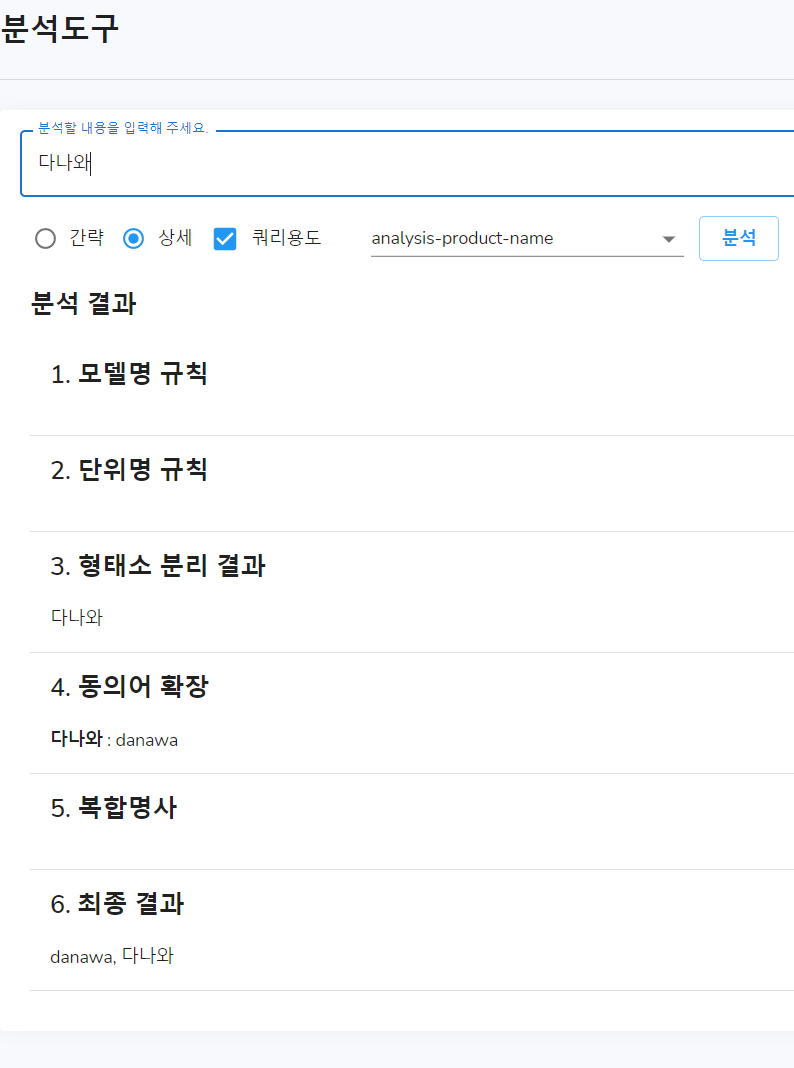 분석도구
분석할 내용을 입력해 주세요.
다나와
간략 상세 쿼리용도 analysis-product-name 분석
분석 결과
1. 모델명 규칙
2. 단위명 규칙
3. 형태소 분리 결과
다나와
4. 동의어 확장
다나와 : danawa
5. 복합명사
6. 최종 결과
danawa, 다나와